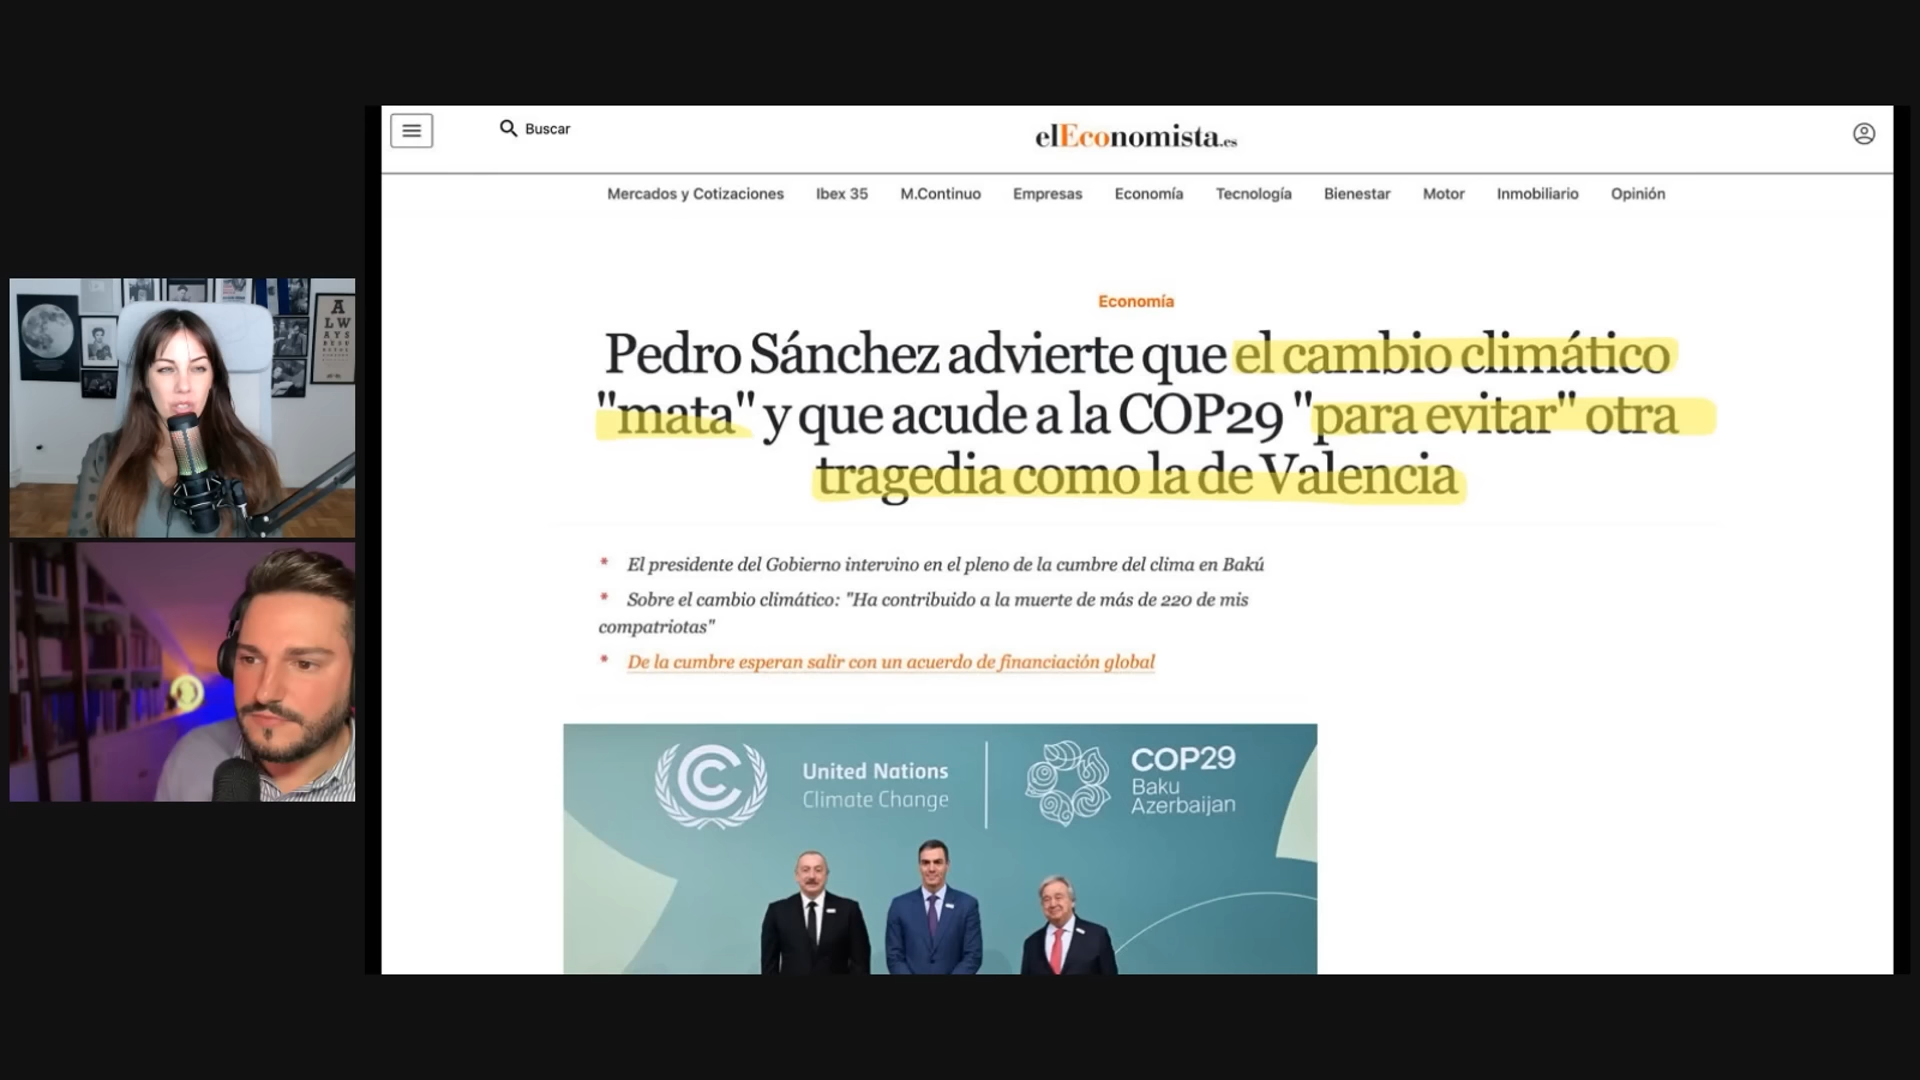 Buscar
elEconomista.es
Mercados y Cotizaciones Ibex 35 M.Continuo Empresas Economía Tecnología Bienestar Motor Inmobiliario Opinión
Economía
Pedro Sánchez advierte que el cambio climático
"mata" y que acude a la COP29 "para evitar" otra
tragedia como la de Valencia
* El presidente del Gobierno intervino en el pleno de la cumbre del clima en Bakú
* Sobre el cambio climático: "Ha contribuido a la muerte de más de 220 de mis
compatriotas"
* De la cumbre esperan salir con un acuerdo de financiación global
United Nations
Climate Change
COP29
Baku
Azerbaijan
A
L W
A Y S